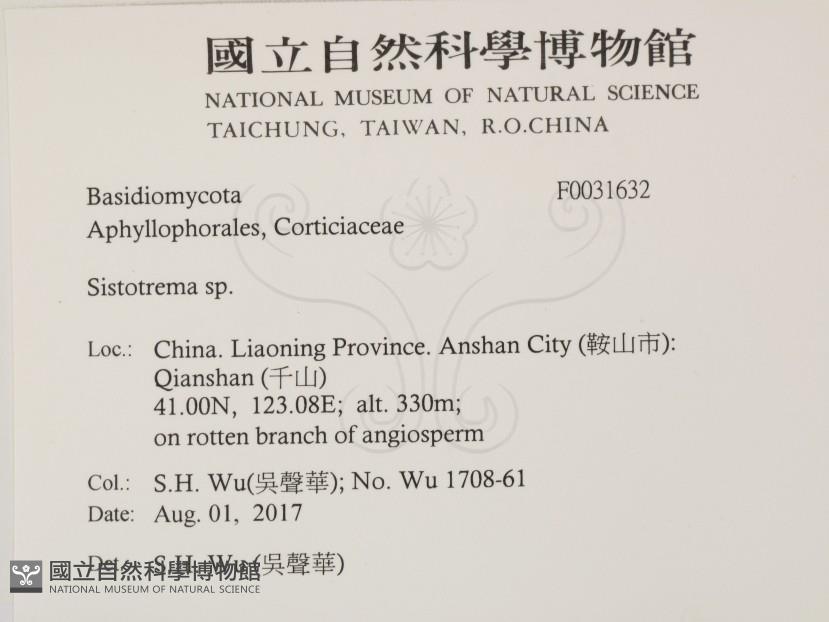 國立自然科學博物館
NATIONAL MUSEUM OF NATURAL SCIENCE
TAICHUNG, TAIWAN, R.O.CHINA
Basidiomycota F0031632
Aphyllophorales, Corticiaceae
Sistotrema sp.
Loc.: China. Liaoning Province. Anshan City (鞍山市):
Qianshan (千山)
41.00N, 123.08E; alt. 330m;
on rotten branch of angiosperm
Col.: S.H. Wu(吳聲華); No. Wu 1708-61
Date: Aug. 01, 2017
Det.: S.H. Wu (吳聲華)
國立自然科學博物館
NATIONAL MUSEUM OF NATURAL SCIENCE